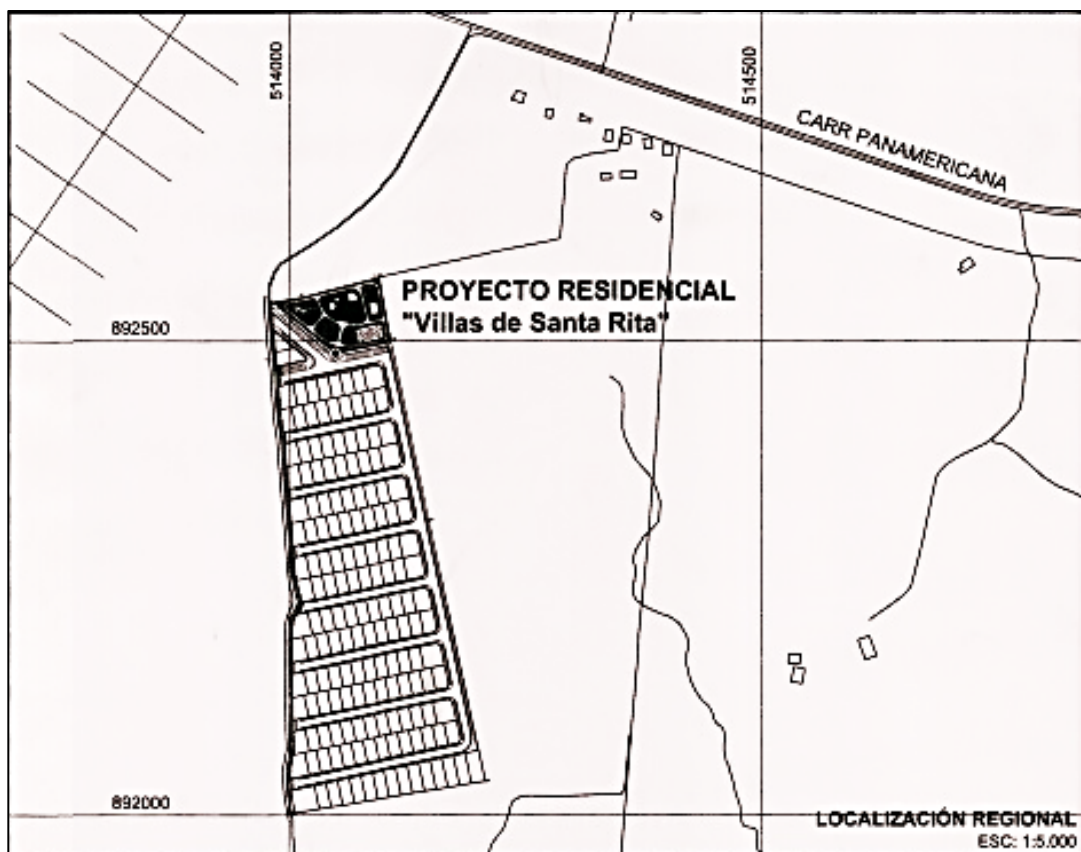 514000
514500
CARR PANAMERICANA
PROYECTO RESIDENCIAL
"Villas de Santa Rita"
892500
892000
LOCALIZACIÓN REGIONAL
ESC: 1:5.000